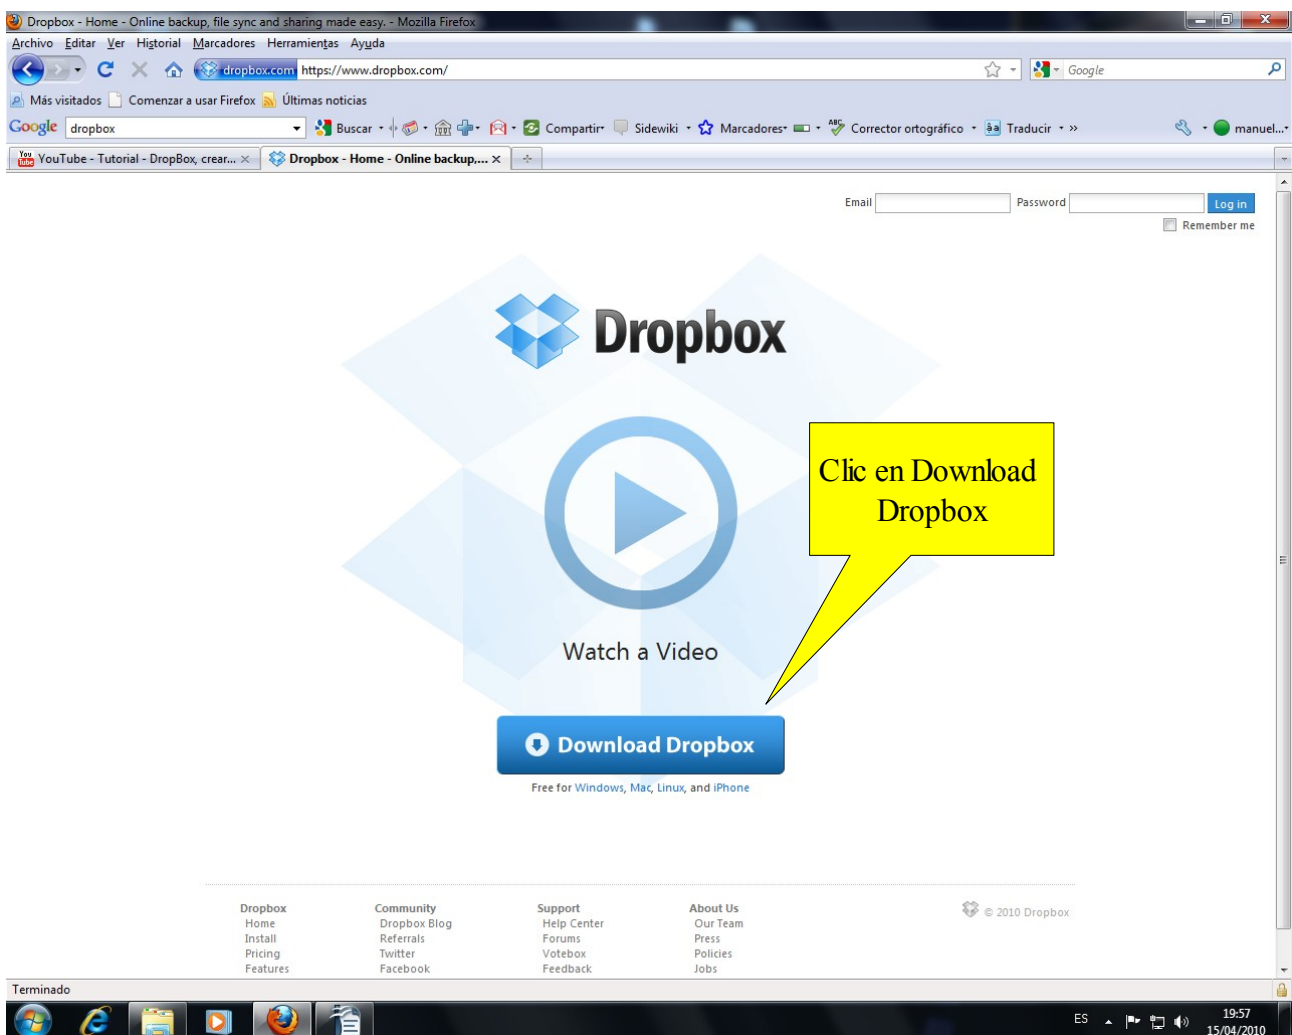 Dropbox - Home - Online backup, file sync and sharing made easy. - Mozilla Firefox
Archivo Editar Ver Historial Marcadores Herramientas Ayuda
dropbox.com https://www.dropbox.com/ Google
Más visitados Comenzar a usar Firefox Últimas noticias
Google dropbox Buscar Compartir Sidewiki Marcadores ABC Corrector ortográfico âa Traducir » manuel...
You Tube YouTube - Tutorial - DropBox, crear... Dropbox - Home - Online backup,...
Email Password Log in
Remember me
Dropbox
Clic en Download
Dropbox
Watch a Video
Download Dropbox
Free for Windows, Mac, Linux, and iPhone
Dropbox Community Support About Us © 2010 Dropbox
Home Dropbox Blog Help Center Our Team
Install Referrals Forums Press
Pricing Twitter Votebox Policies
Features Facebook Feedback Jobs
Terminado
ES 19:57
15/04/2010